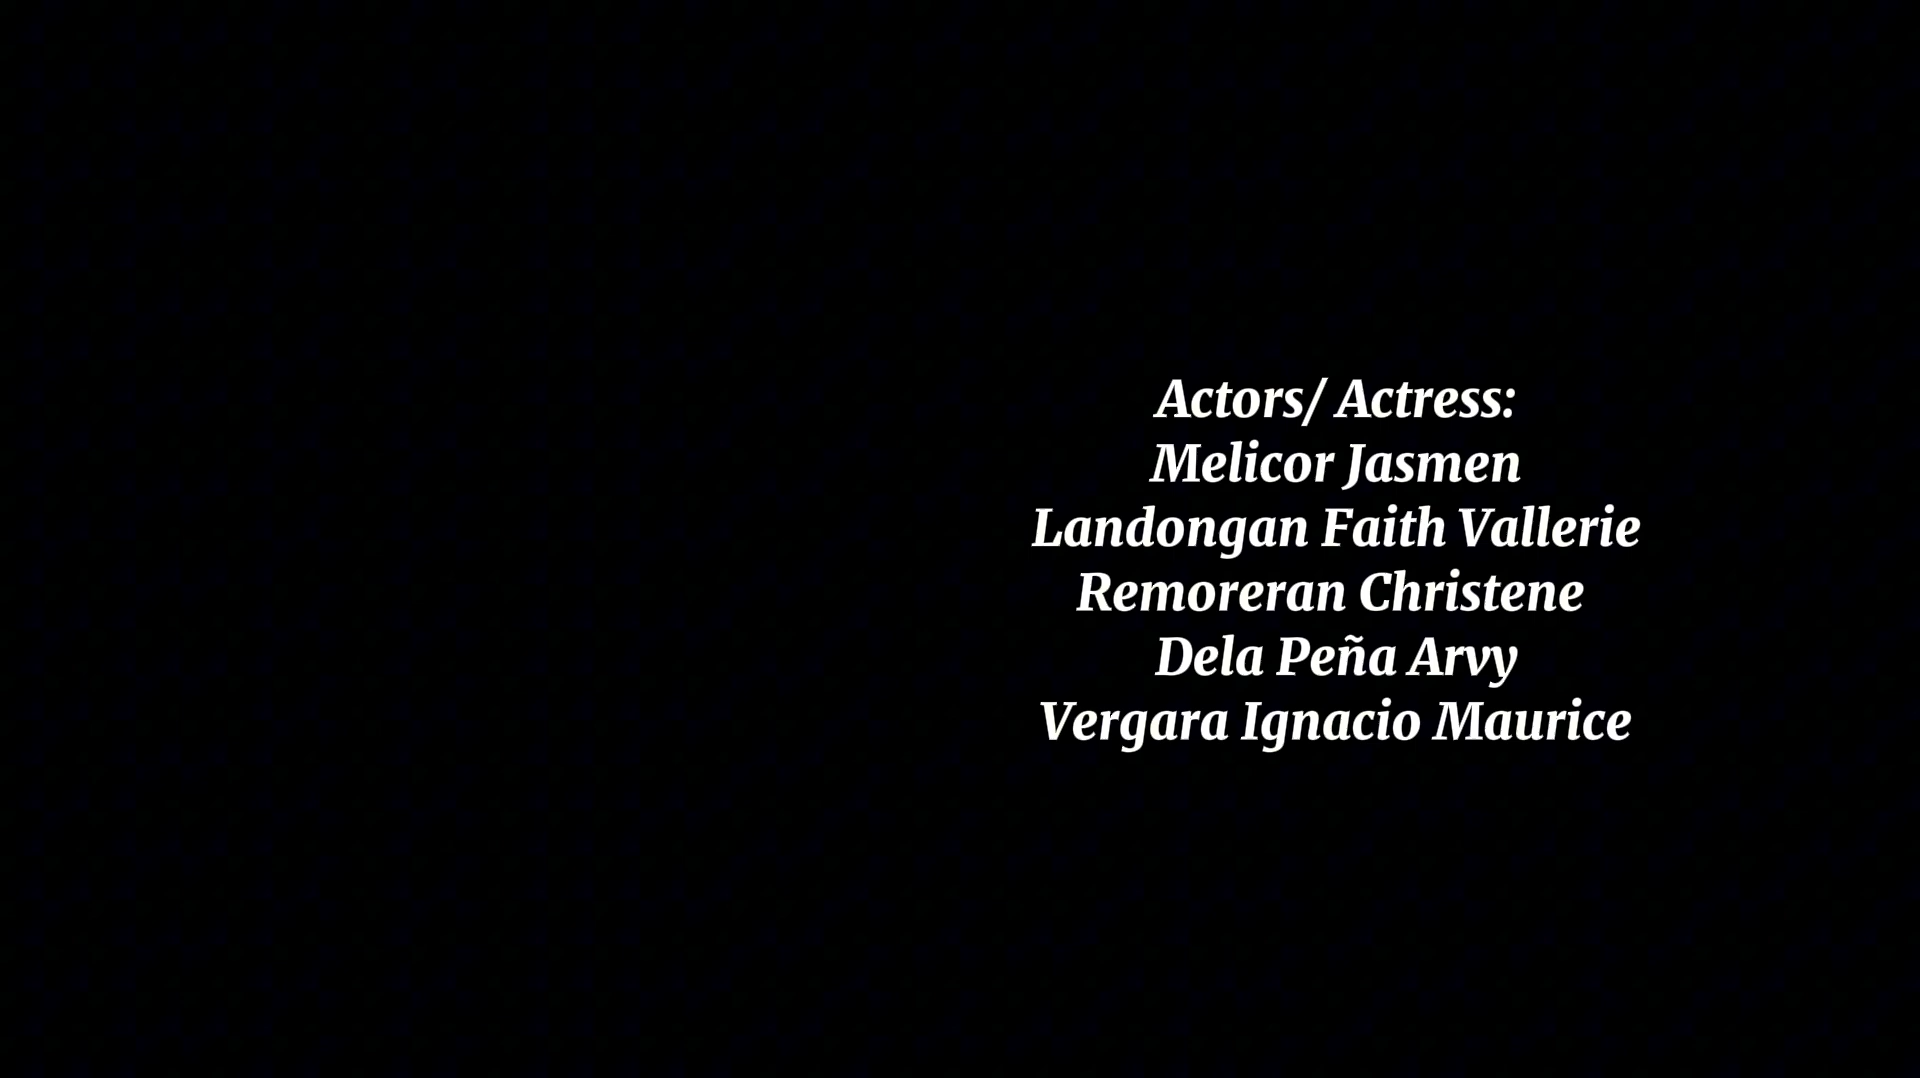 Actors/ Actress:
Melicor Jasmen
Landongan Faith Vallerie
Remoreran Christene
Dela Peña Arvy
Vergara Ignacio Maurice